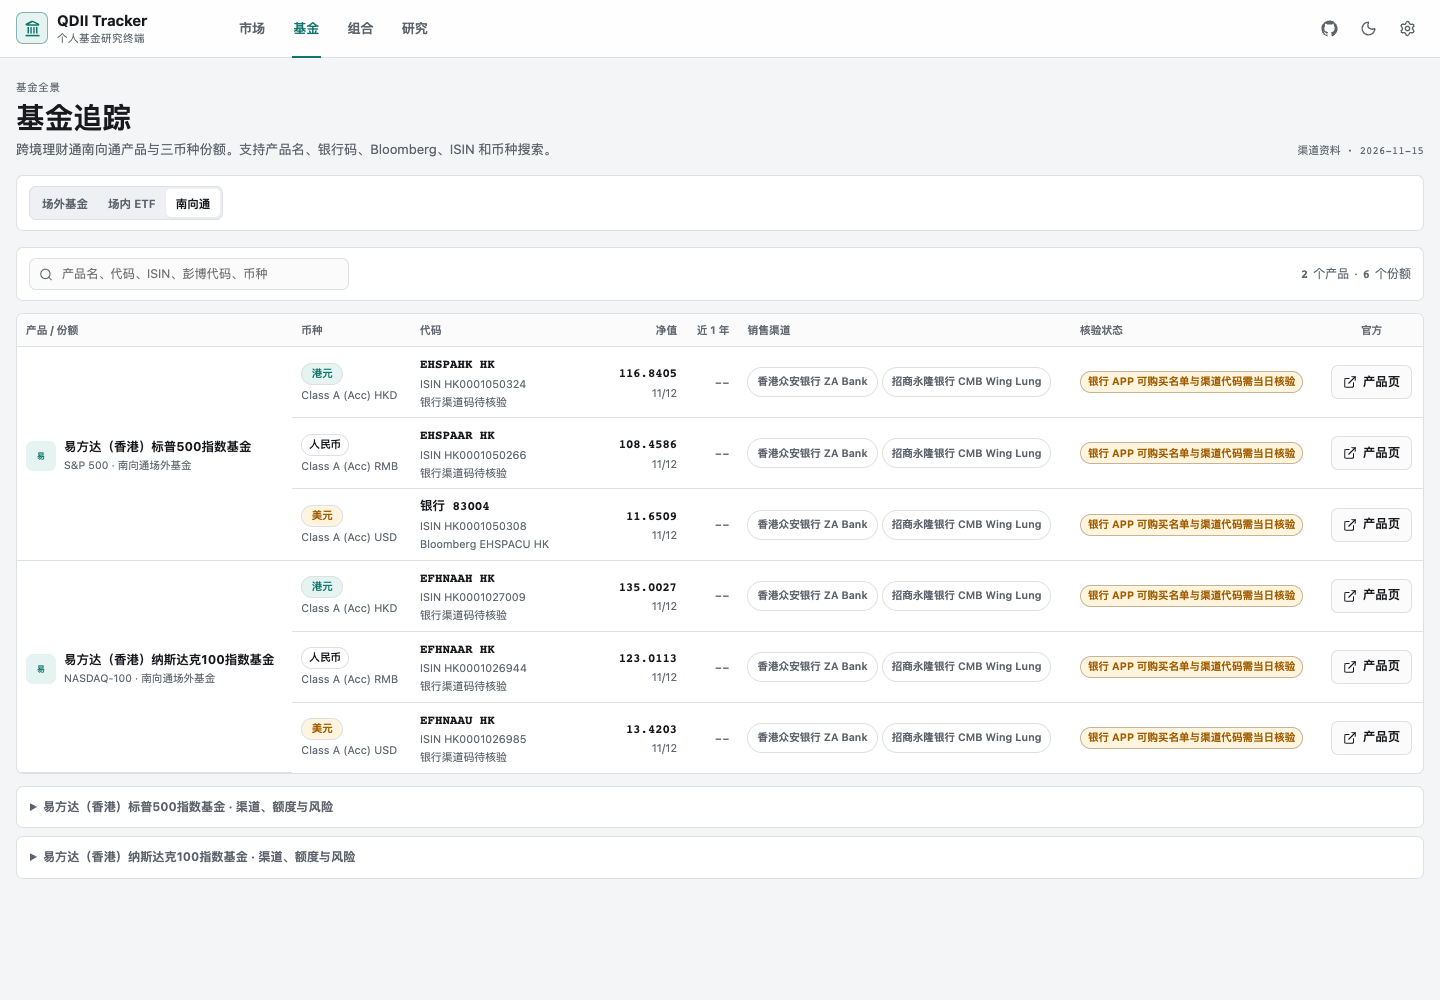 QDII Tracker
个人基金研究终端
市场
基金
组合
研究
基金全景
基金追踪
跨境理财通南向通产品与三币种份额。支持产品名、银行码、Bloomberg、ISIN 和币种搜索。
渠道资料 · 2026-11-15
场外基金
场内 ETF
南向通
产品名、代码、ISIN、彭博代码、币种
2 个产品 · 6 个份额
产品 / 份额
币种
代码
净值
近 1 年
销售渠道
核验状态
官方
易
易方达（香港）标普500指数基金
S&P 500 · 南向通场外基金
港元
Class A (Acc) HKD
EHSPAHK HK
ISIN HK0001050324
银行渠道码待核验
116.8405
11/12
--
香港众安银行 ZA Bank
招商永隆银行 CMB Wing Lung
银行 APP 可购买名单与渠道代码需当日核验
产品页
人民币
Class A (Acc) RMB
EHSPAAR HK
ISIN HK0001050266
银行渠道码待核验
108.4586
11/12
--
香港众安银行 ZA Bank
招商永隆银行 CMB Wing Lung
银行 APP 可购买名单与渠道代码需当日核验
产品页
美元
Class A (Acc) USD
银行 83004
ISIN HK0001050308
Bloomberg EHSPACU HK
11.6509
11/12
--
香港众安银行 ZA Bank
招商永隆银行 CMB Wing Lung
银行 APP 可购买名单与渠道代码需当日核验
产品页
易
易方达（香港）纳斯达克100指数基金
NASDAQ-100 · 南向通场外基金
港元
Class A (Acc) HKD
EFHNAAH HK
ISIN HK0001027009
银行渠道码待核验
135.0027
11/12
--
香港众安银行 ZA Bank
招商永隆银行 CMB Wing Lung
银行 APP 可购买名单与渠道代码需当日核验
产品页
人民币
Class A (Acc) RMB
EFHNAAR HK
ISIN HK0001026944
银行渠道码待核验
123.0113
11/12
--
香港众安银行 ZA Bank
招商永隆银行 CMB Wing Lung
银行 APP 可购买名单与渠道代码需当日核验
产品页
美元
Class A (Acc) USD
EFHNAAU HK
ISIN HK0001026985
银行渠道码待核验
13.4203
11/12
--
香港众安银行 ZA Bank
招商永隆银行 CMB Wing Lung
银行 APP 可购买名单与渠道代码需当日核验
产品页
易方达（香港）标普500指数基金 · 渠道、额度与风险
易方达（香港）纳斯达克100指数基金 · 渠道、额度与风险